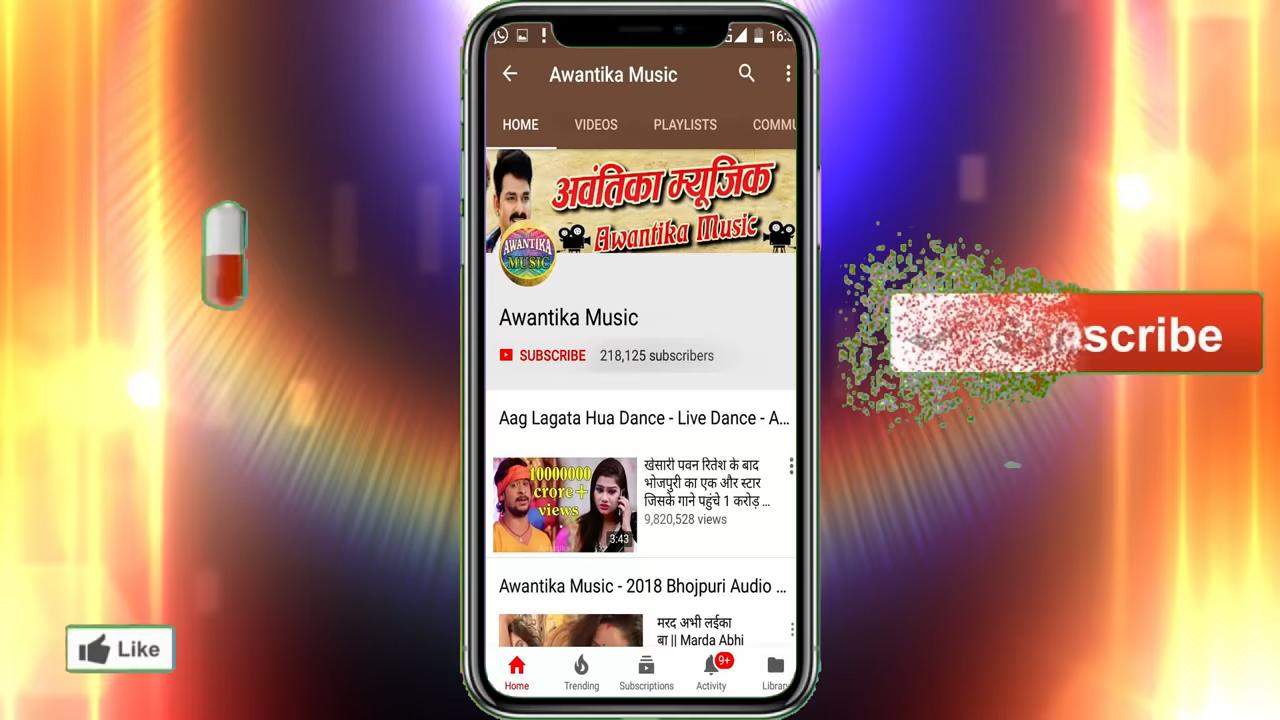 16:3
Awantika Music
HOME VIDEOS PLAYLISTS COMMU
अवंतिका म्यूजिक
Awantika Music
AWANTIKA
MUSIC
Awantika Music
SUBSCRIBE 218,125 subscribers
scribe
Aag Lagata Hua Dance - Live Dance - A...
10000000
crore+
views
3:43
खेसारी पवन रितेश के बाद
भोजपुरी का एक और स्टार
जिसके गाने पहुंचे 1 करोड़ ...
9,820,528 views
Awantika Music - 2018 Bhojpuri Audio ...
मरद अभी लईका
बा || Marda Abhi
Like
9+
Home Trending Subscriptions Activity Librar